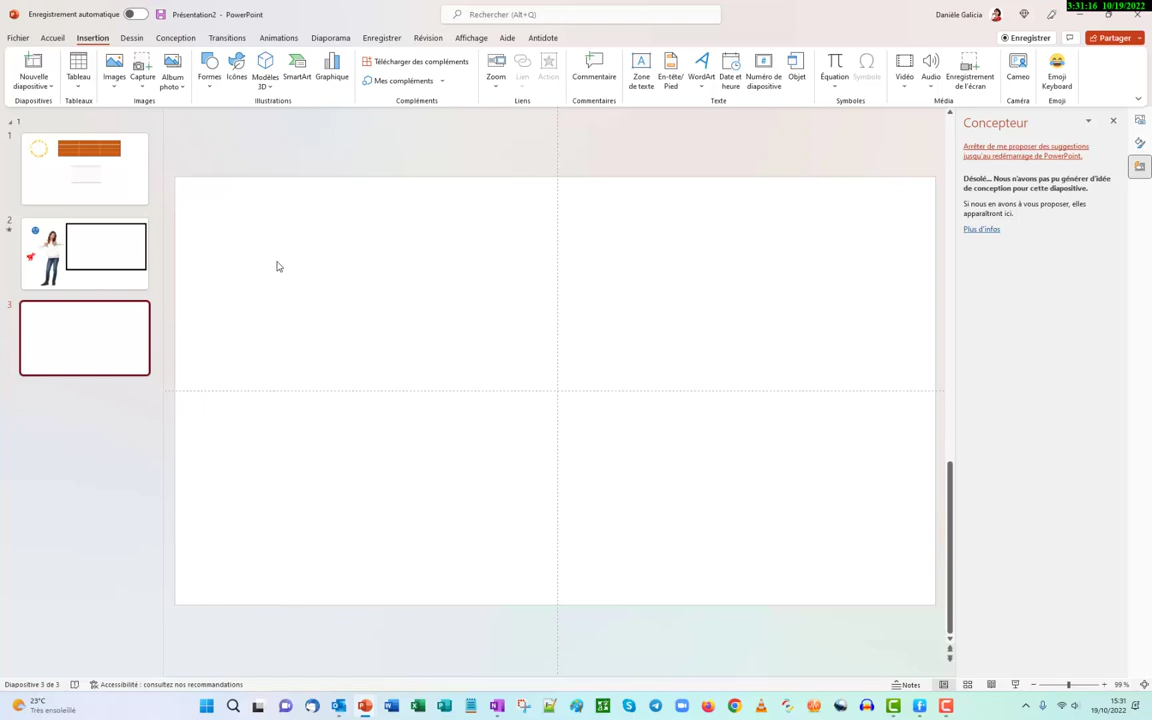 3:31:16 10/19/2022
Enregistrement automatique
Présentation2 - PowerPoint
Rechercher (Alt+Q)
Danièle Galicia
Fichier Accueil Insertion Dessin Conception Transitions Animations Diaporama Enregistrer Révision Affichage Aide Antidote
Enregistrer Partager
Nouvelle diapositive
Tableau
Images
Capture
Album photo
Formes
Icônes
Modèles 3D
SmartArt
Graphique
Télécharger des compléments
Mes compléments
Zoom
Lien
Action
Commentaire
Zone de texte
En-tête/ Pied
WordArt
Date et heure
Numéro de diapositive
Objet
Équation
Symboles
Vidéo
Audio
Enregistrement de l'écran
Cameo
Emoji Keyboard
Diapositives Tableaux Images Illustrations Compléments Liens Commentaires Texte Symboles Média Caméra Emoji
1
1
2
3
Concepteur
Arrêter de me proposer des suggestions
jusqu'au redémarrage de PowerPoint.
Désolé... Nous n'avons pas pu générer d'idée
de conception pour cette diapositive.
Si nous en avons à vous proposer, elles
apparaîtront ici.
Plus d'infos
Diapositive 3 de 3
Accessibilité : consultez nos recommandations
Notes
99 %
23°C
Très ensoleillé
15:31
19/10/2022